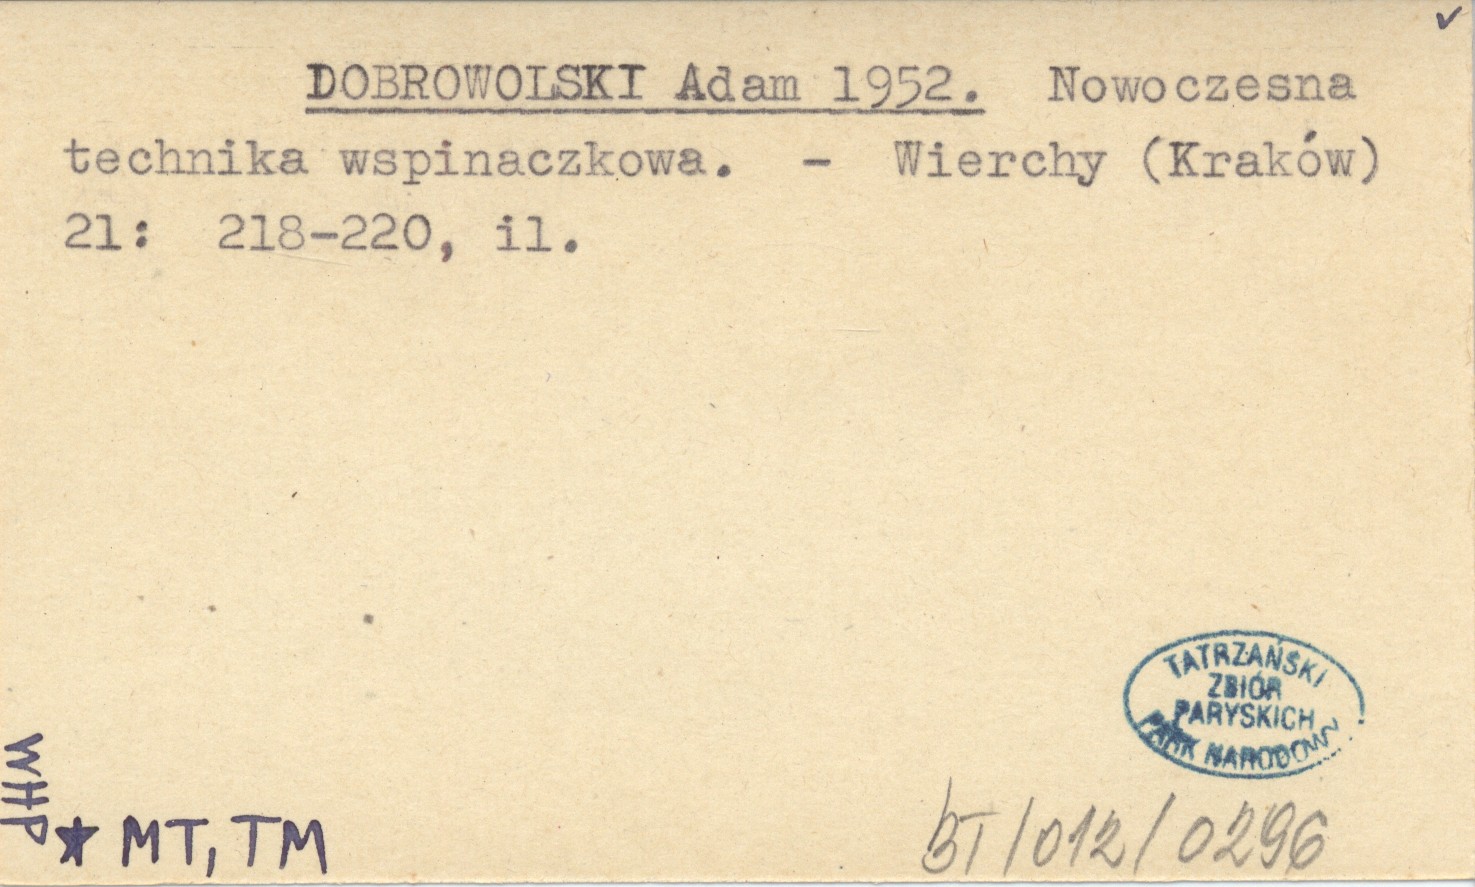 ✓
DOBROWOLSKI Adam 1952. Nowoczesna
technika wspinaczkowa. - Wierchy (Kraków)
21: 218-220, il.
TATRZAŃSKI
ZBIÓR
PARYSKICH
PARK NARODOWY
WHP
★ MT, TM
BT/012/0296